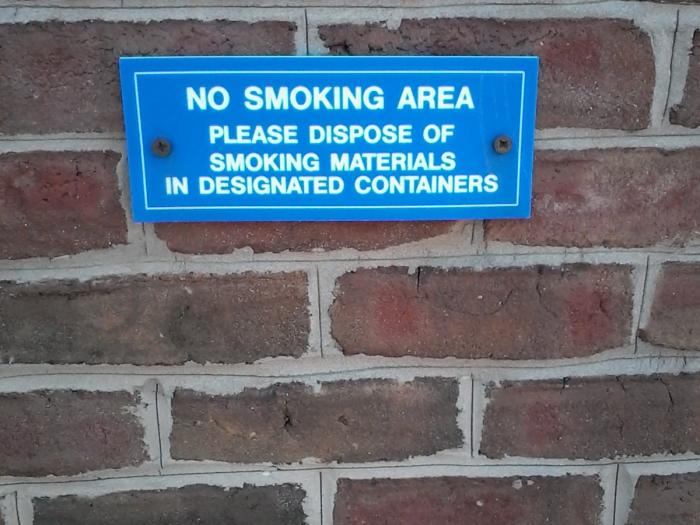 NO SMOKING AREA
PLEASE DISPOSE OF
SMOKING MATERIALS
IN DESIGNATED CONTAINERS